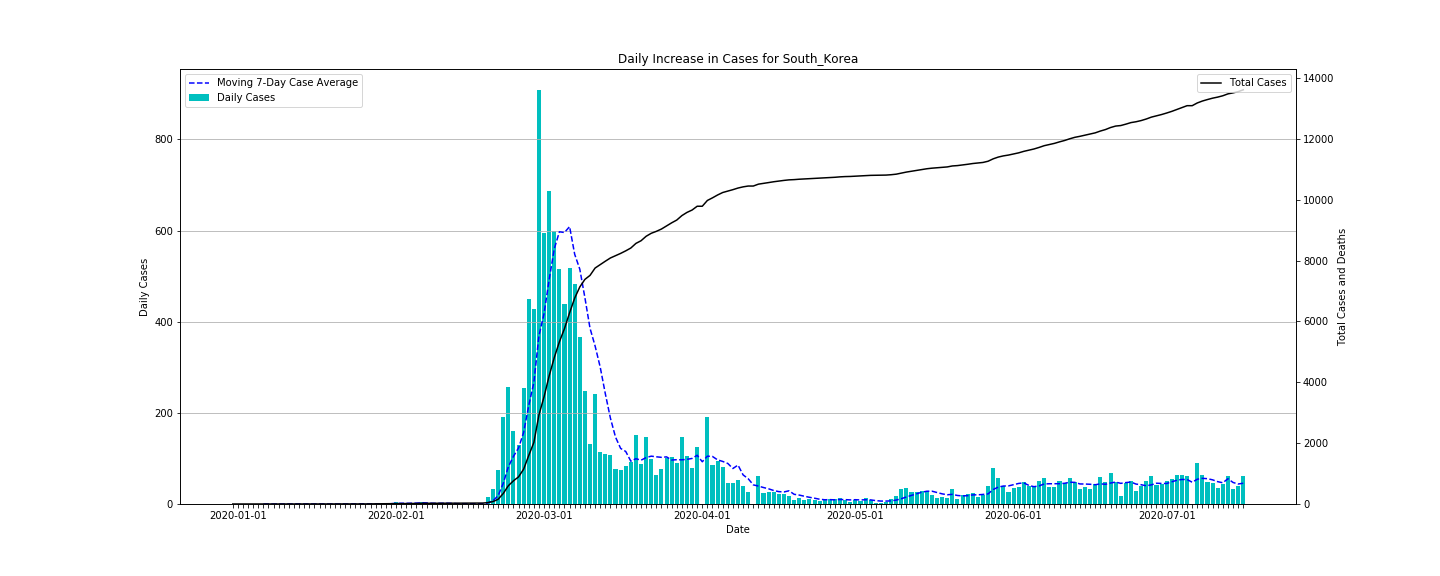 Daily Increase in Cases for South_Korea
Moving 7-Day Case Average
Daily Cases
Total Cases
800
600
400
200
0
Daily Cases
14000
12000
10000
8000
6000
4000
2000
0
Total Cases and Deaths
2020-01-01 2020-02-01 2020-03-01 2020-04-01 2020-05-01 2020-06-01 2020-07-01
Date